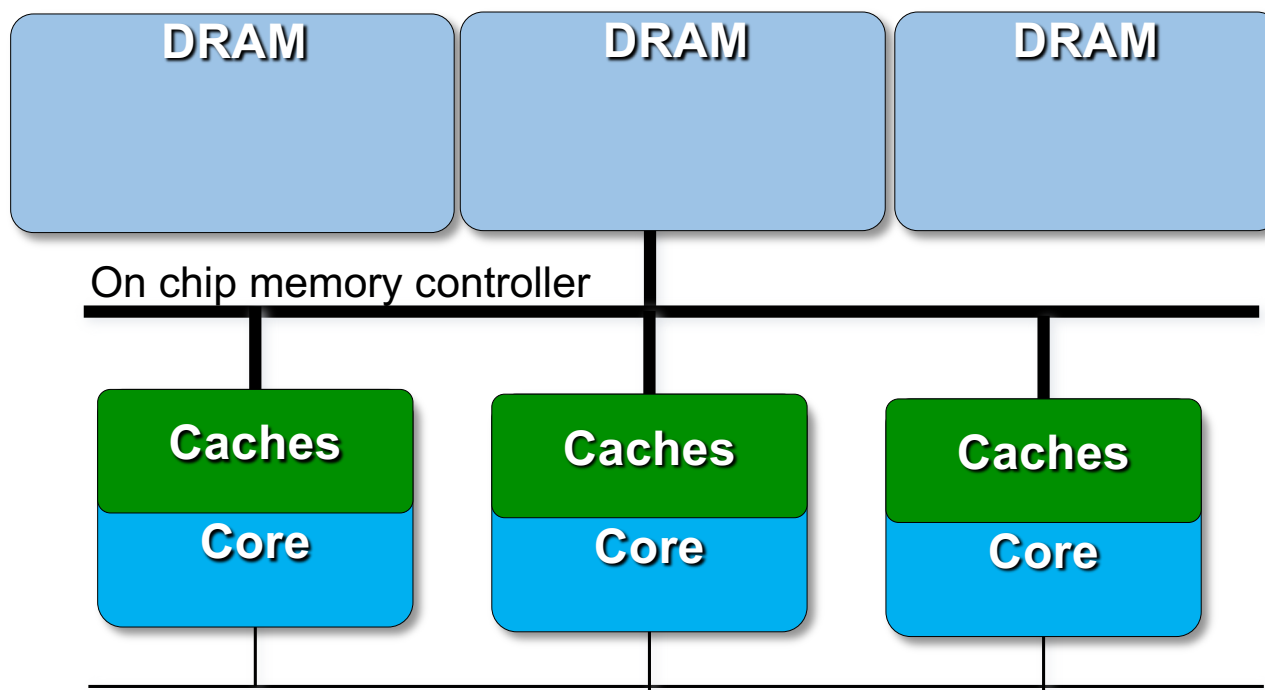 DRAM
DRAM
DRAM
On chip memory controller
Caches
Caches
Caches
Core
Core
Core